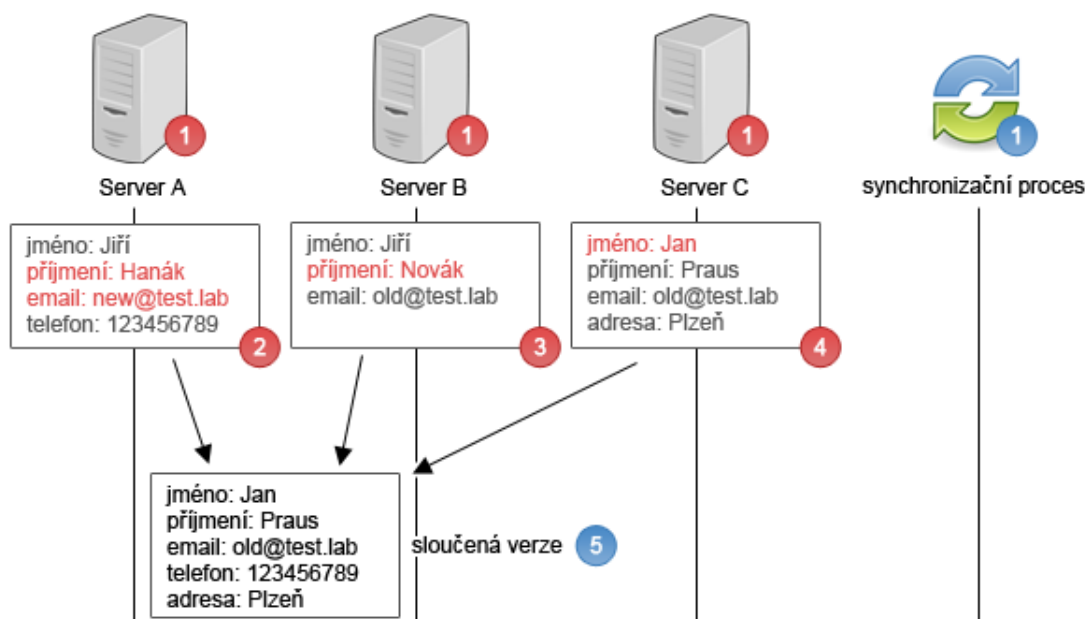 1
1
1
1
Server A
Server B
Server C
synchronizační proces
jméno: Jiří
příjmení: Hanák
email: new@test.lab
telefon: 123456789
2
jméno: Jiří
příjmení: Novák
email: old@test.lab
3
jméno: Jan
příjmení: Praus
email: old@test.lab
adresa: Plzeň
4
jméno: Jan
příjmení: Praus
email: old@test.lab
telefon: 123456789
adresa: Plzeň
sloučená verze
5